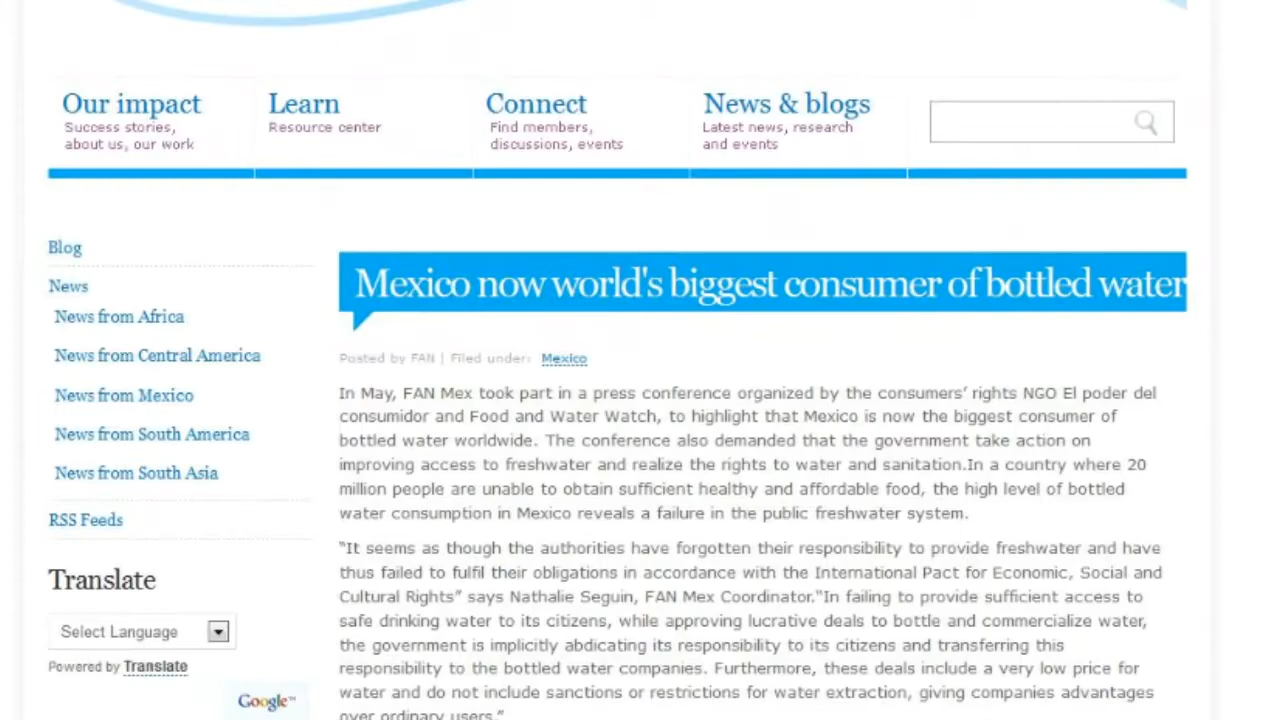 Our impact
Success stories,
about us, our work
Learn
Resource center
Connect
Find members,
discussions, events
News & blogs
Latest news, research
and events
Blog
News
News from Africa
News from Central America
News from Mexico
News from South America
News from South Asia
RSS Feeds
Translate
Select Language
Powered by Translate
Google™
Mexico now world's biggest consumer of bottled water
Posted by FAN | Filed under: Mexico
In May, FAN Mex took part in a press conference organized by the consumers’ rights NGO El poder del
consumidor and Food and Water Watch, to highlight that Mexico is now the biggest consumer of
bottled water worldwide. The conference also demanded that the government take action on
improving access to freshwater and realize the rights to water and sanitation.In a country where 20
million people are unable to obtain sufficient healthy and affordable food, the high level of bottled
water consumption in Mexico reveals a failure in the public freshwater system.
“It seems as though the authorities have forgotten their responsibility to provide freshwater and have
thus failed to fulfil their obligations in accordance with the International Pact for Economic, Social and
Cultural Rights” says Nathalie Seguin, FAN Mex Coordinator.“In failing to provide sufficient access to
safe drinking water to its citizens, while approving lucrative deals to bottle and commercialize water,
the government is implicitly abdicating its responsibility to its citizens and transferring this
responsibility to the bottled water companies. Furthermore, these deals include a very low price for
water and do not include sanctions or restrictions for water extraction, giving companies advantages
over ordinary users.”